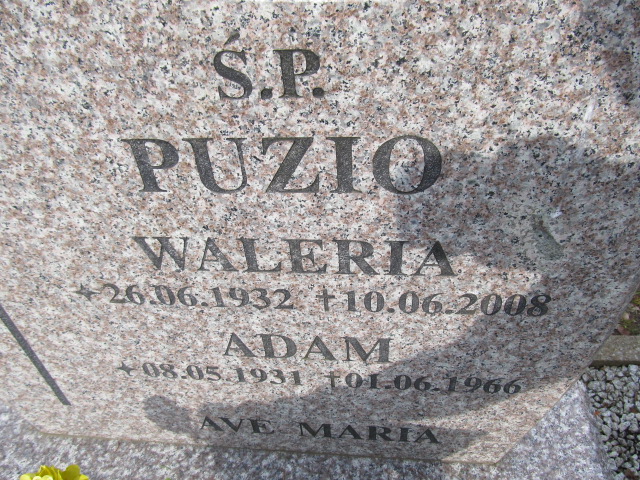 Ś.P.
PUZIO
WALERIA
*26.06.1932 †10.06.2008
ADAM
*08.05.1931 †01.06.1966
AVE MARIA